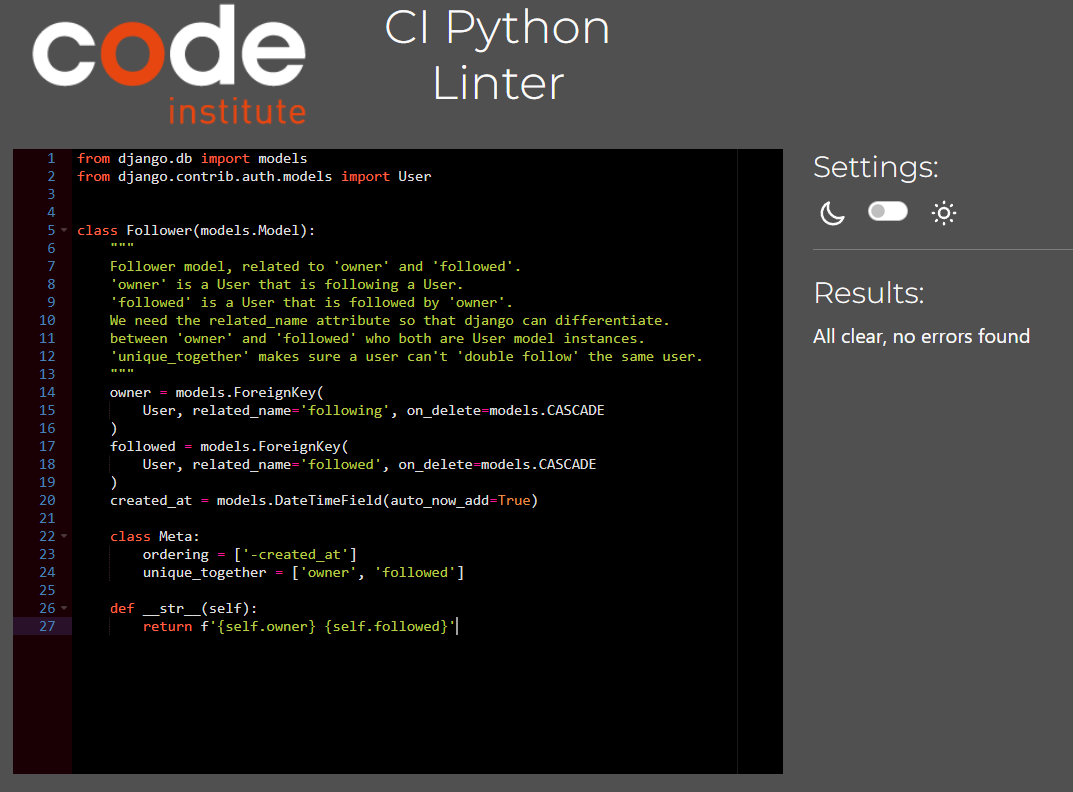 code
institute
CI Python
Linter
1 from django.db import models
2 from django.contrib.auth.models import User
3
4
5 class Follower(models.Model):
6     """
7     Follower model, related to 'owner' and 'followed'.
8     'owner' is a User that is following a User.
9     'followed' is a User that is followed by 'owner'.
10     We need the related_name attribute so that django can differentiate.
11     between 'owner' and 'followed' who both are User model instances.
12     'unique_together' makes sure a user can't 'double follow' the same user.
13     """
14     owner = models.ForeignKey(
15         User, related_name='following', on_delete=models.CASCADE
16     )
17     followed = models.ForeignKey(
18         User, related_name='followed', on_delete=models.CASCADE
19     )
20     created_at = models.DateTimeField(auto_now_add=True)
21
22     class Meta:
23         ordering = ['-created_at']
24         unique_together = ['owner', 'followed']
25
26     def __str__(self):
27         return f'{self.owner} {self.followed}'
Settings:
Results:
All clear, no errors found